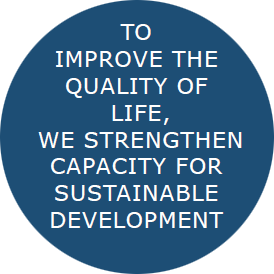 TO
IMPROVE THE
QUALITY OF
LIFE,
WE STRENGTHEN
CAPACITY FOR
SUSTAINABLE
DEVELOPMENT